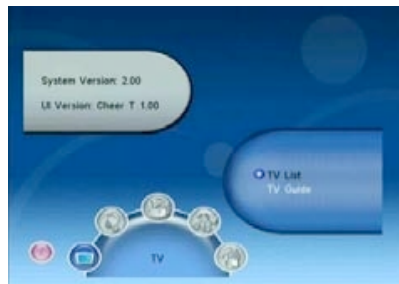 System Version: 2.00
UI Version: Cheer T 1.00
TV List
TV Guide
TV